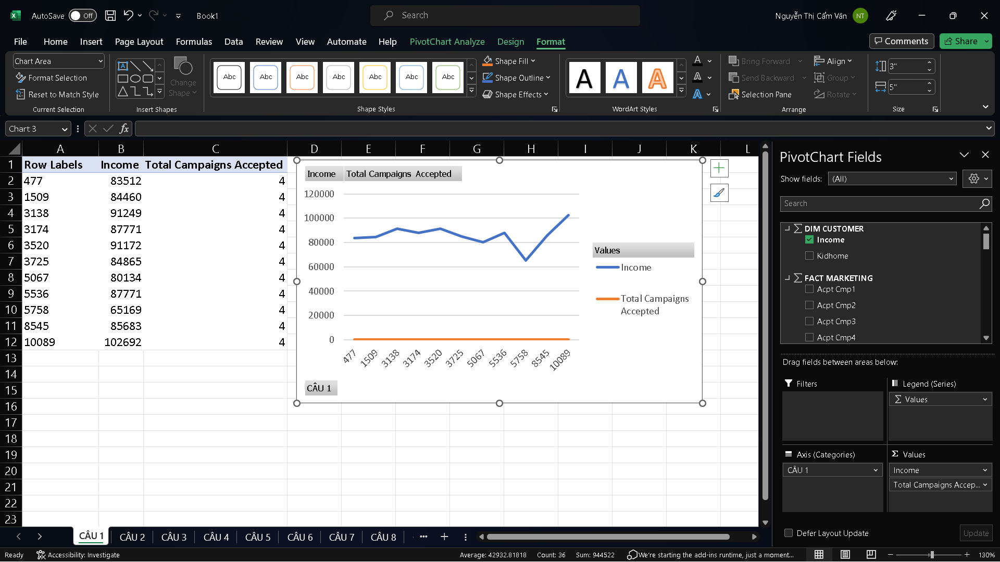 AutoSave Off Book1 Search Nguyễn Thị Cẩm Vân NT
File Home Insert Page Layout Formulas Data Review View Automate Help PivotChart Analyze Design Format Comments Share
Chart Area
Format Selection
Reset to Match Style
Current Selection
Change
Shape
Insert Shapes
Abc Abc Abc Abc Abc Abc Abc
Shape Fill
Shape Outline
Shape Effects
Shape Styles
A A A
WordArt Styles
Bring Forward
Send Backward
Selection Pane
Align
Group
Rotate
Arrange
3"
5"
Size
Chart 3 fx
A B C D E F G H I J K L
1 Row Labels Income Total Campaigns Accepted
2 477 83512 4
3 1509 84460 4
4 3138 91249 4
5 3174 87771 4
6 3520 91172 4
7 3725 84865 4
8 5067 80134 4
9 5536 87771 4
10 5758 65169 4
11 8545 85683 4
12 10089 102692 4
13
14
15
16
17
18
19
20
21
22
23
Income Total Campaigns Accepted
120000
100000
80000
60000
40000
20000
0
477 1509 3138 3174 3520 3725 5067 5536 5758 8545 10089
CÂU 1
Values
Income
Total Campaigns
Accepted
PivotChart Fields
Show fields: (All)
Search
DIM CUSTOMER
Income
Kidhome
FACT MARKETING
Acpt Cmp1
Acpt Cmp2
Acpt Cmp3
Acpt Cmp4
Drag fields between areas below:
Filters
Legend (Series)
Values
Axis (Categories)
CÂU 1
Values
Income
Total Campaigns Accep...
Defer Layout Update Update
CÂU 1 CÂU 2 CÂU 3 CÂU 4 CÂU 5 CÂU 6 CÂU 7 CÂU 8 ...
Ready Accessibility: Investigate Average: 42932.81818 Count: 36 Sum: 944522 We're starting the add-ins runtime, just a moment... 130%